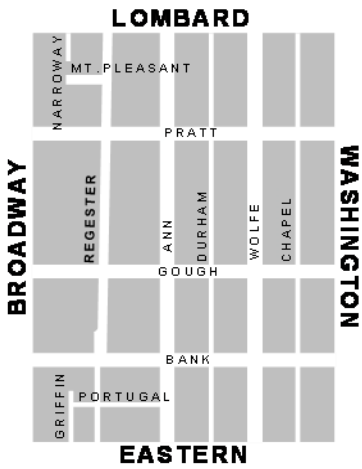 LOMBARD
NARROWAY
MT.PLEASANT
PRATT
BROADWAY
WASHINGTON
REGESTER
ANN
DURHAM
WOLFE
CHAPEL
GOUGH
BANK
GRIFFIN
PORTUGAL
EASTERN